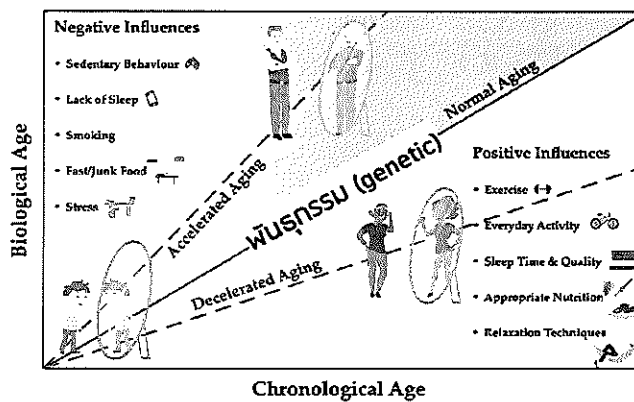 Negative Influences
• Sedentary Behaviour
• Lack of Sleep
• Smoking
• Fast/Junk Food
• Stress
Accelerated Aging
Normal Aging
พันธุกรรม (genetic)
Decelerated Aging
Positive Influences
• Exercise
• Everyday Activity
• Sleep Time & Quality
• Appropriate Nutrition
• Relaxation Techniques
Biological Age
Chronological Age